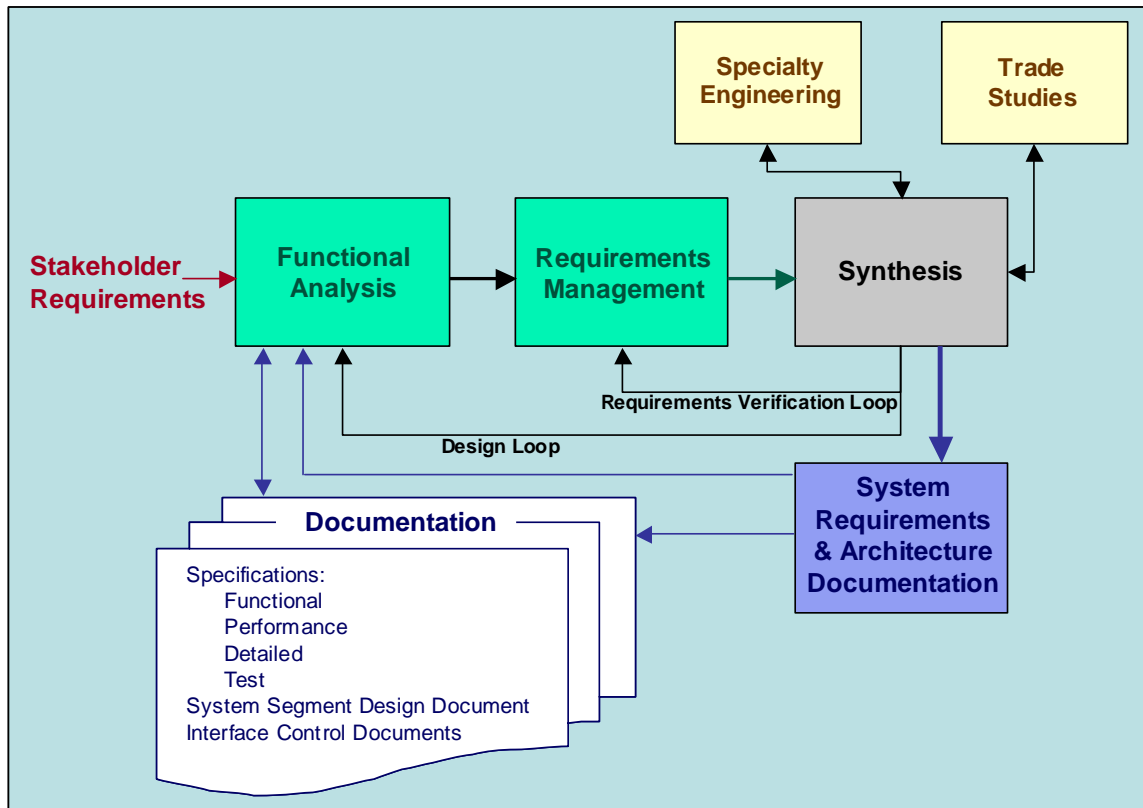 Specialty
Engineering
Trade
Studies
Stakeholder
Requirements
Functional
Analysis
Requirements
Management
Synthesis
Requirements Verification Loop
Design Loop
System
Requirements
& Architecture
Documentation
Documentation
Specifications:
Functional
Performance
Detailed
Test
System Segment Design Document
Interface Control Documents